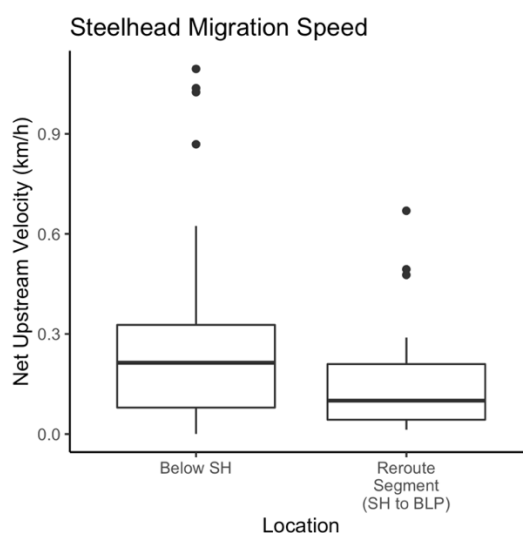 Steelhead Migration Speed
Net Upstream Velocity (km/h)
0.9
0.6
0.3
0.0
Below SH
Reroute
Segment
(SH to BLP)
Location